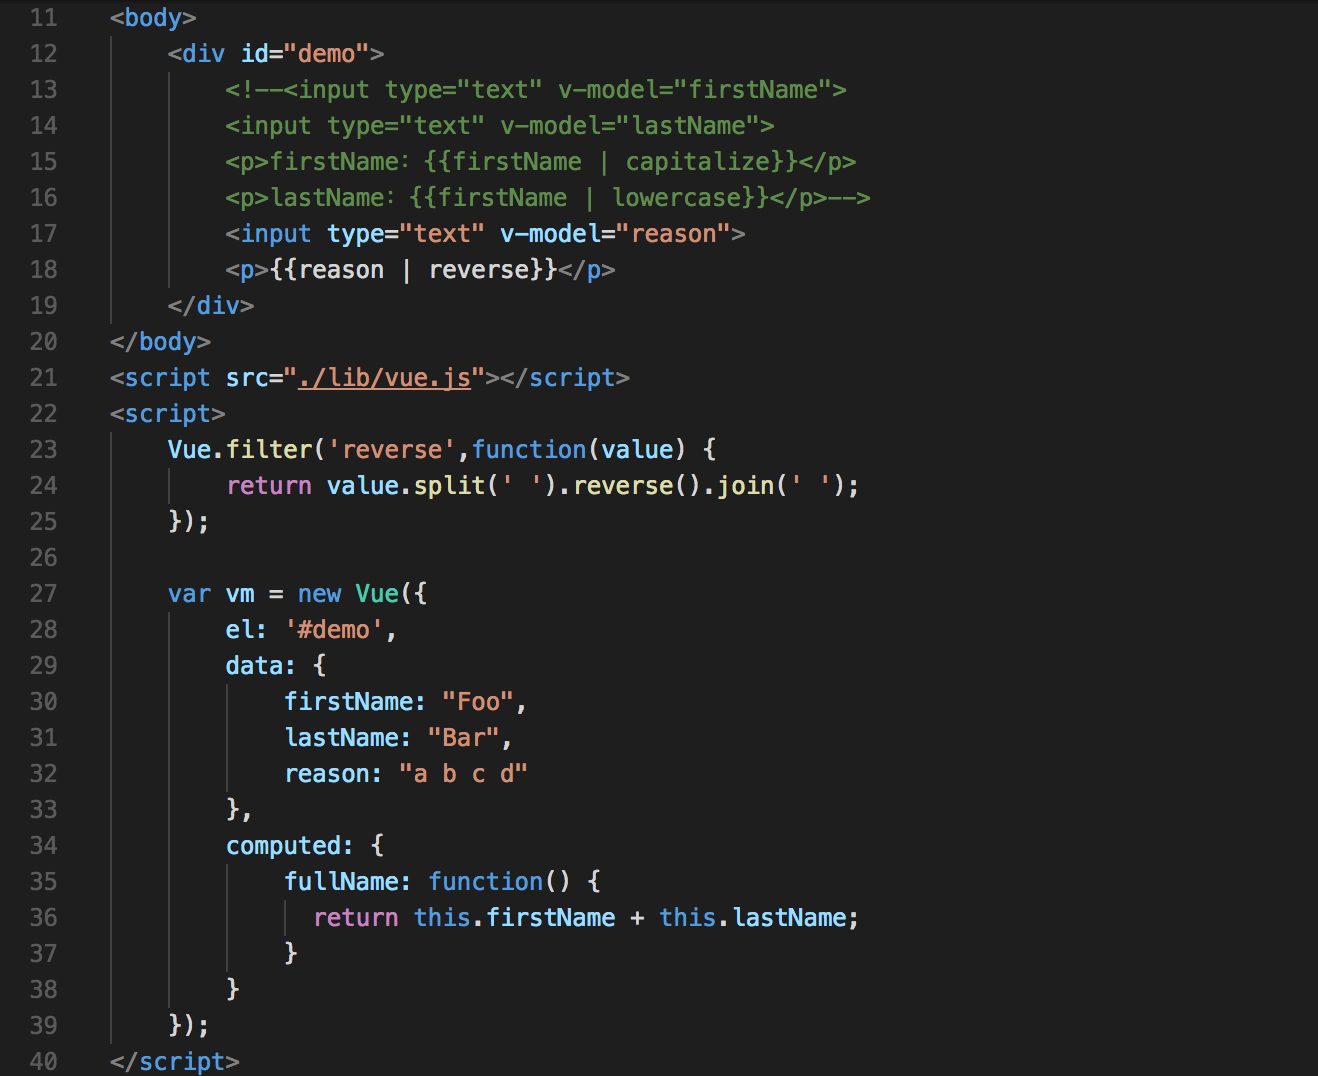 11 <body>
12     <div id="demo">
13         <!--<input type="text" v-model="firstName">
14         <input type="text" v-model="lastName">
15         <p>firstName: {{firstName | capitalize}}</p>
16         <p>lastName: {{firstName | lowercase}}</p>-->
17         <input type="text" v-model="reason">
18         <p>{{reason | reverse}}</p>
19     </div>
20 </body>
21 <script src="./lib/vue.js"></script>
22 <script>
23     Vue.filter('reverse',function(value) {
24         return value.split(' ').reverse().join(' ');
25     });
26
27     var vm = new Vue({
28         el: '#demo',
29         data: {
30             firstName: "Foo",
31             lastName: "Bar",
32             reason: "a b c d"
33         },
34         computed: {
35             fullName: function() {
36               return this.firstName + this.lastName;
37             }
38         }
39     });
40 </script>